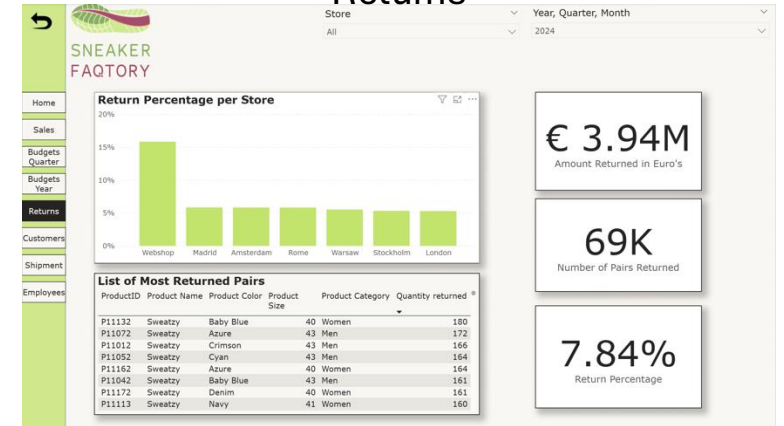 Returns
Store
Year, Quarter, Month
All
2024
SNEAKER
FAQTORY
Home
Sales
Budgets
Quarter
Budgets
Year
Returns
Customers
Shipment
Employees
Return Percentage per Store
20%
15%
10%
5%
0%
Webshop Madrid Amsterdam Rome Warsaw Stockholm London
€ 3.94M
Amount Returned in Euro's
69K
Number of Pairs Returned
7.84%
Return Percentage
List of Most Returned Pairs
ProductID Product Name Product Color Product Product Category Quantity returned
Size
P11132 Sweatzy Baby Blue 40 Women 180
P11072 Sweatzy Azure 43 Men 172
P11012 Sweatzy Crimson 43 Men 166
P11052 Sweatzy Cyan 43 Men 164
P11162 Sweatzy Azure 40 Women 164
P11042 Sweatzy Baby Blue 43 Men 161
P11172 Sweatzy Denim 40 Women 161
P11113 Sweatzy Navy 41 Women 160